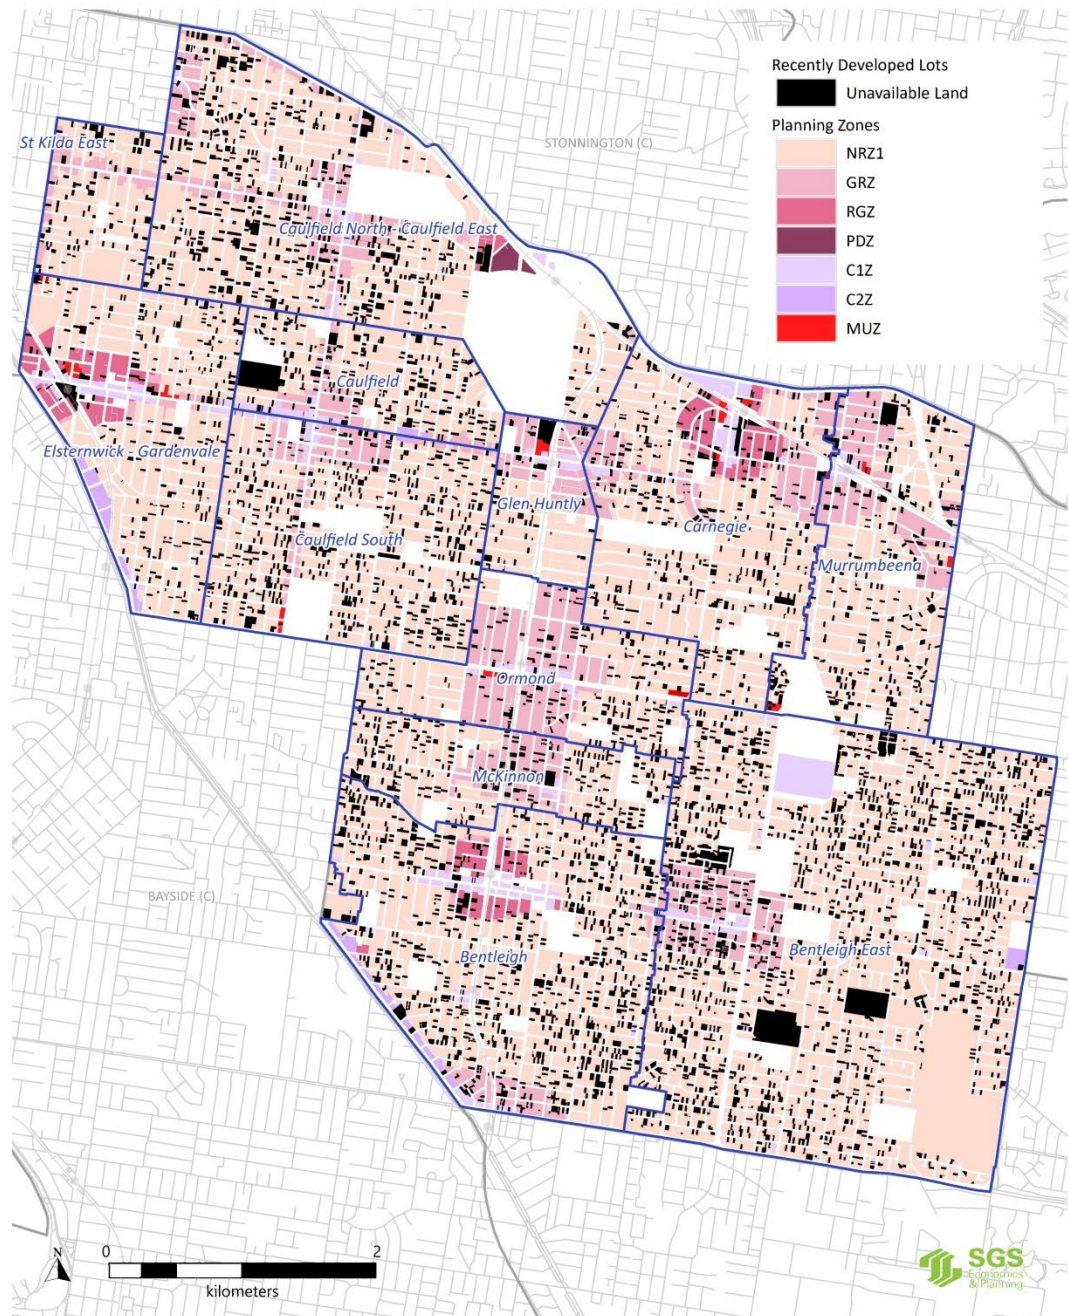 Recently Developed Lots
Unavailable Land
Planning Zones
NRZ1
GRZ
RGZ
PDZ
C1Z
C2Z
MUZ
STONNINGTON (C)
St Kilda East
Caulfield North - Caulfield East
Caulfield
Elsternwick - Gardenvale
Glen Huntly
Carnegie
Caulfield South
Murrumbeena
Ormond
McKinnon
BAYSIDE (C)
Bentleigh East
Bentleigh
N
0
2
kilometers
SGS
Economics
& Planning